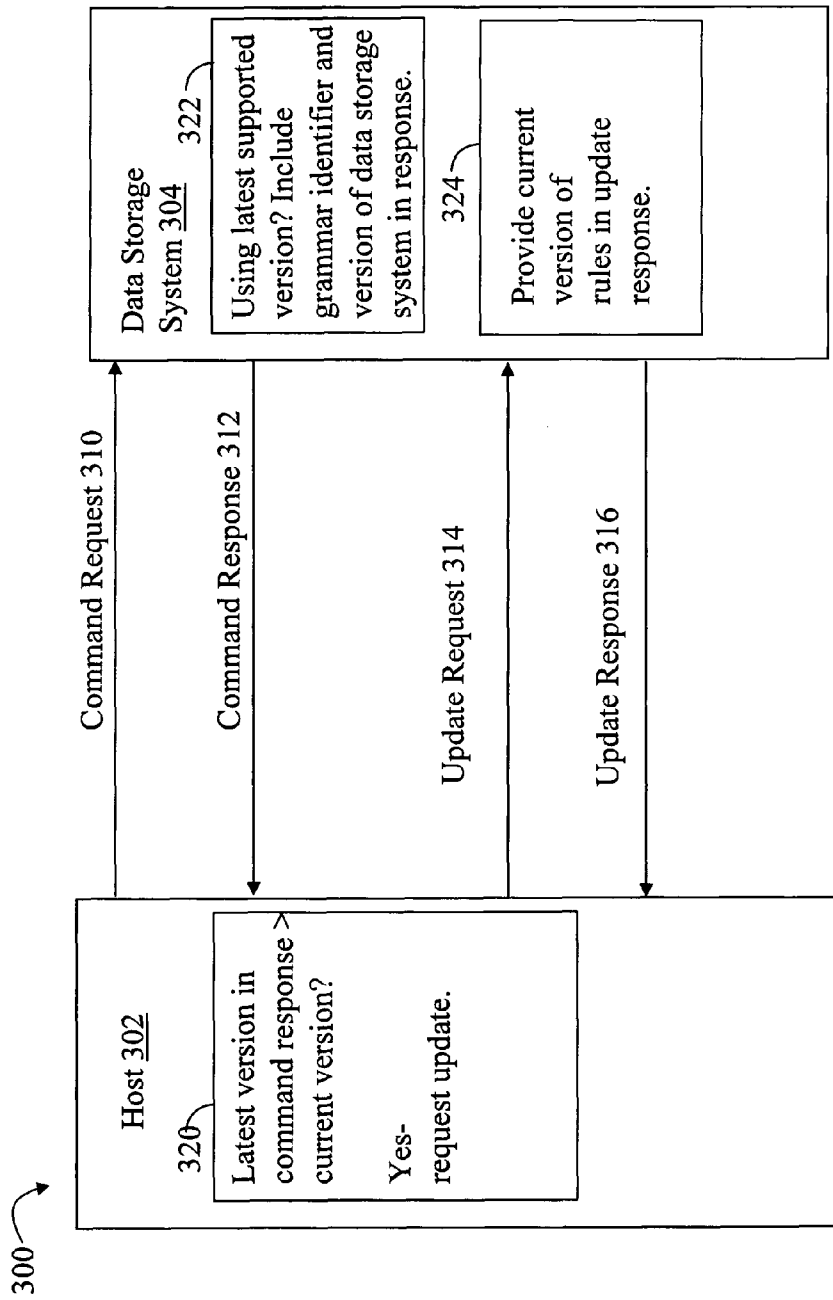 300
Host 302
320
Latest version in
command response >
current version?
Yes-
request update.
Command Request 310
Command Response 312
Update Request 314
Update Response 316
Data Storage
System 304
322
Using latest supported
version? Include
grammar identifier and
version of data storage
system in response.
324
Provide current
version of
rules in update
response.